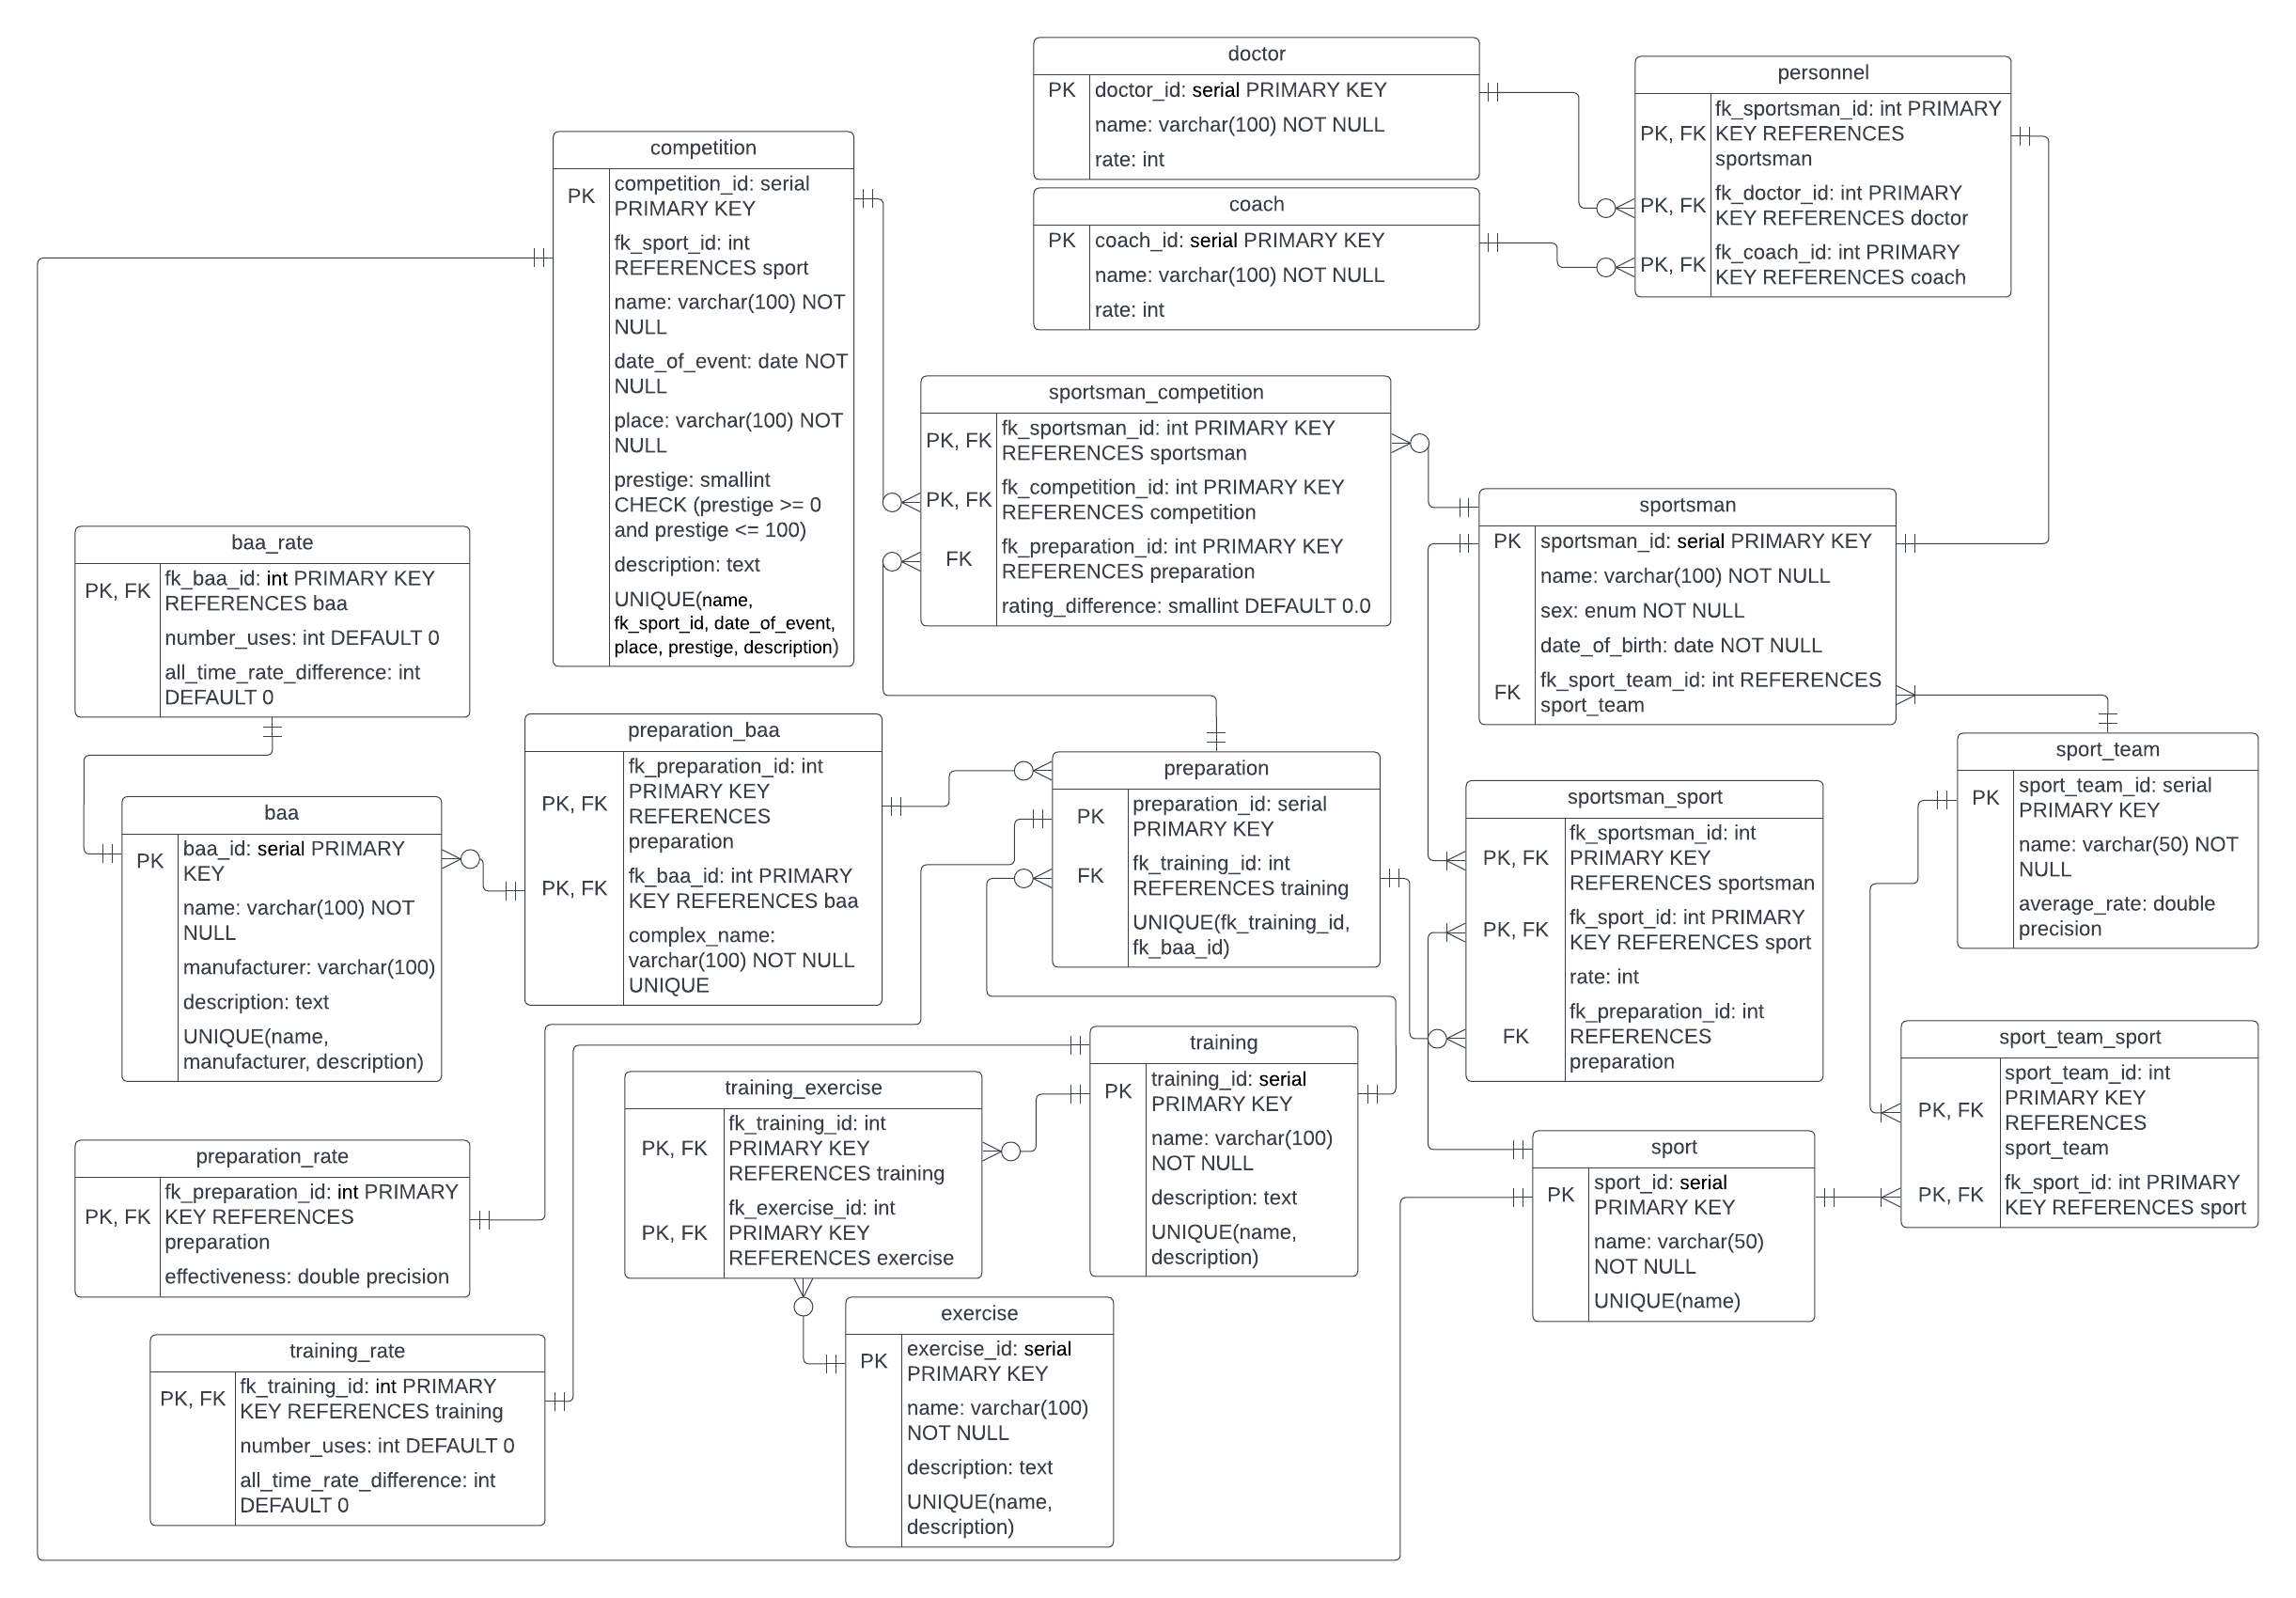 doctor
PK
doctor_id: serial PRIMARY KEY
name: varchar(100) NOT NULL
rate: int
personnel
PK, FK
fk_sportsman_id: int PRIMARY
KEY REFERENCES
sportsman
PK, FK
fk_doctor_id: int PRIMARY
KEY REFERENCES doctor
PK, FK
fk_coach_id: int PRIMARY
KEY REFERENCES coach
coach
PK
coach_id: serial PRIMARY KEY
name: varchar(100) NOT NULL
rate: int
competition
PK
competition_id: serial
PRIMARY KEY
fk_sport_id: int
REFERENCES sport
name: varchar(100) NOT
NULL
date_of_event: date NOT
NULL
place: varchar(100) NOT
NULL
prestige: smallint
CHECK (prestige >= 0
and prestige <= 100)
description: text
UNIQUE(name,
fk_sport_id, date_of_event,
place, prestige, description)
sportsman_competition
PK, FK
fk_sportsman_id: int PRIMARY KEY
REFERENCES sportsman
PK, FK
fk_competition_id: int PRIMARY KEY
REFERENCES competition
FK
fk_preparation_id: int PRIMARY KEY
REFERENCES preparation
rating_difference: smallint DEFAULT 0.0
sportsman
PK
sportsman_id: serial PRIMARY KEY
name: varchar(100) NOT NULL
sex: enum NOT NULL
date_of_birth: date NOT NULL
FK
fk_sport_team_id: int REFERENCES
sport_team
baa_rate
PK, FK
fk_baa_id: int PRIMARY KEY
REFERENCES baa
number_uses: int DEFAULT 0
all_time_rate_difference: int
DEFAULT 0
preparation_baa
PK, FK
fk_preparation_id: int
PRIMARY KEY
REFERENCES
preparation
PK, FK
fk_baa_id: int PRIMARY
KEY REFERENCES baa
complex_name:
varchar(100) NOT NULL
UNIQUE
preparation
PK
preparation_id: serial
PRIMARY KEY
FK
fk_training_id: int
REFERENCES training
UNIQUE(fk_training_id,
fk_baa_id)
sport_team
PK
sport_team_id: serial
PRIMARY KEY
name: varchar(50) NOT
NULL
average_rate: double
precision
sportsman_sport
PK, FK
fk_sportsman_id: int
PRIMARY KEY
REFERENCES sportsman
PK, FK
fk_sport_id: int PRIMARY
KEY REFERENCES sport
rate: int
FK
fk_preparation_id: int
REFERENCES
preparation
baa
PK
baa_id: serial PRIMARY
KEY
name: varchar(100) NOT
NULL
manufacturer: varchar(100)
description: text
UNIQUE(name,
manufacturer, description)
sport_team_sport
PK, FK
sport_team_id: int
PRIMARY KEY
REFERENCES
sport_team
PK, FK
fk_sport_id: int PRIMARY
KEY REFERENCES sport
training
PK
training_id: serial
PRIMARY KEY
name: varchar(100)
NOT NULL
description: text
UNIQUE(name,
description)
training_exercise
PK, FK
fk_training_id: int
PRIMARY KEY
REFERENCES training
PK, FK
fk_exercise_id: int
PRIMARY KEY
REFERENCES exercise
sport
PK
sport_id: serial
PRIMARY KEY
name: varchar(50)
NOT NULL
UNIQUE(name)
preparation_rate
PK, FK
fk_preparation_id: int PRIMARY
KEY REFERENCES
preparation
effectiveness: double precision
exercise
PK
exercise_id: serial
PRIMARY KEY
name: varchar(100)
NOT NULL
description: text
UNIQUE(name,
description)
training_rate
PK, FK
fk_training_id: int PRIMARY
KEY REFERENCES training
number_uses: int DEFAULT 0
all_time_rate_difference: int
DEFAULT 0